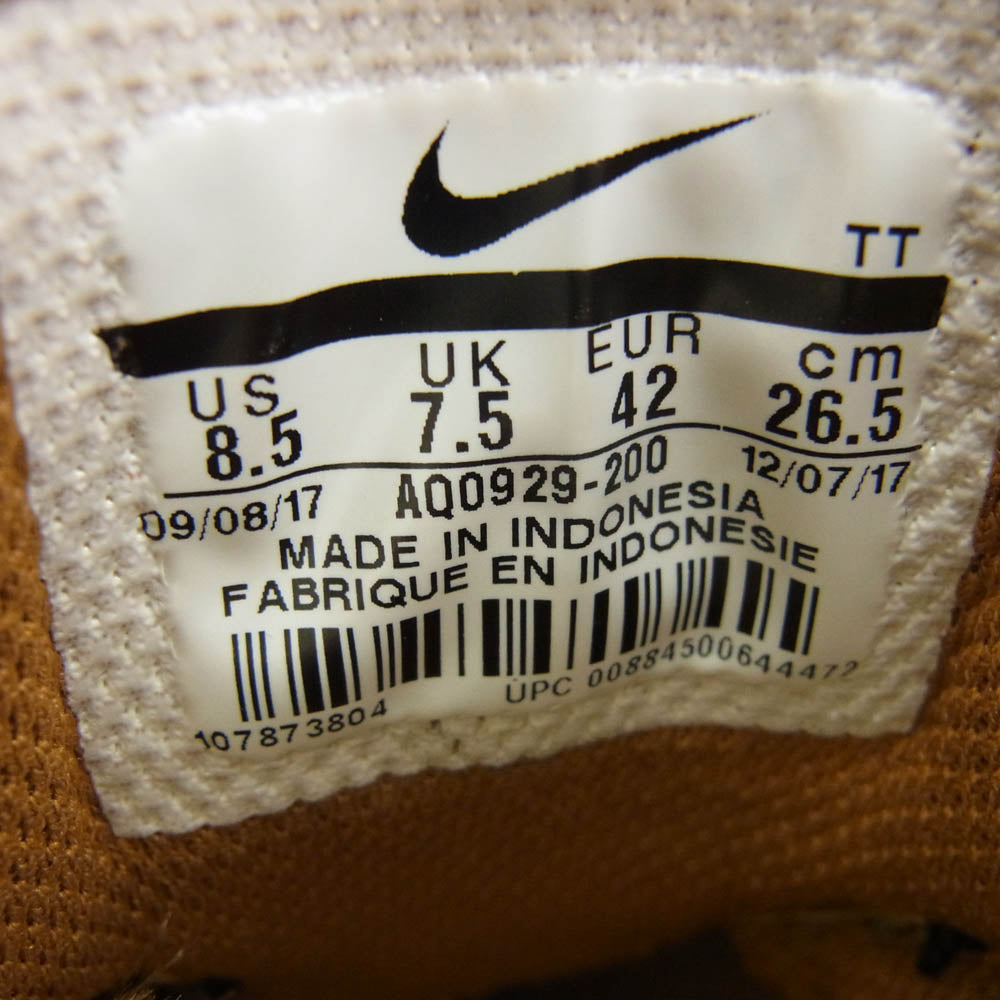 TT
US UK EUR cm
8.5 7.5 42 26.5
09/08/17 AQ0929-200 12/07/17
MADE IN INDONESIA
FABRIQUE EN INDONESIE
107873804 UPC 00884500644472